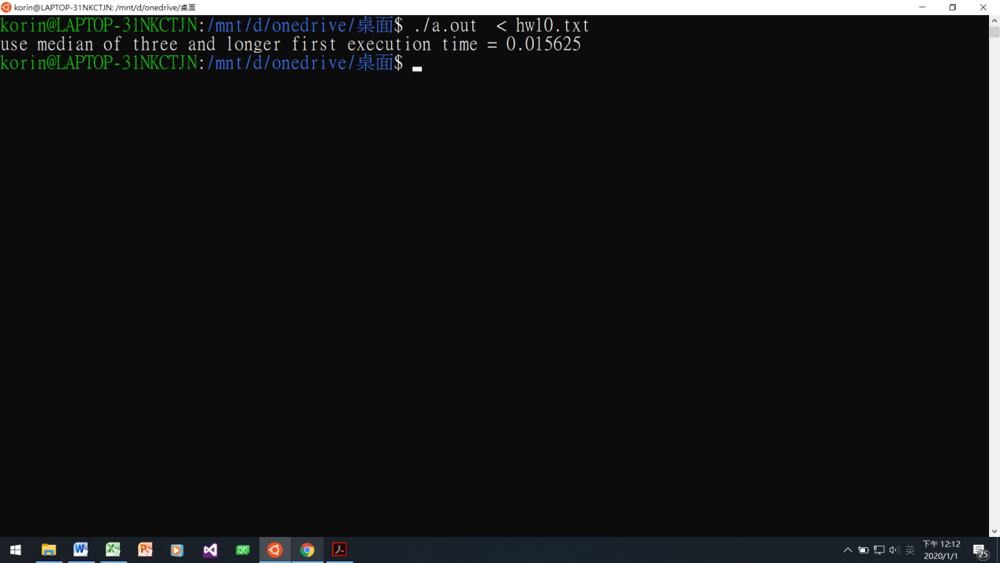 korin@LAPTOP-31NKCTJN: /mnt/d/onedrive/桌面
korin@LAPTOP-31NKCTJN:/mnt/d/onedrive/桌面$ ./a.out  < hw10.txt
use median of three and longer first execution time = 0.015625
korin@LAPTOP-31NKCTJN:/mnt/d/onedrive/桌面$
英
下午 12:12
2020/1/1
25
QC